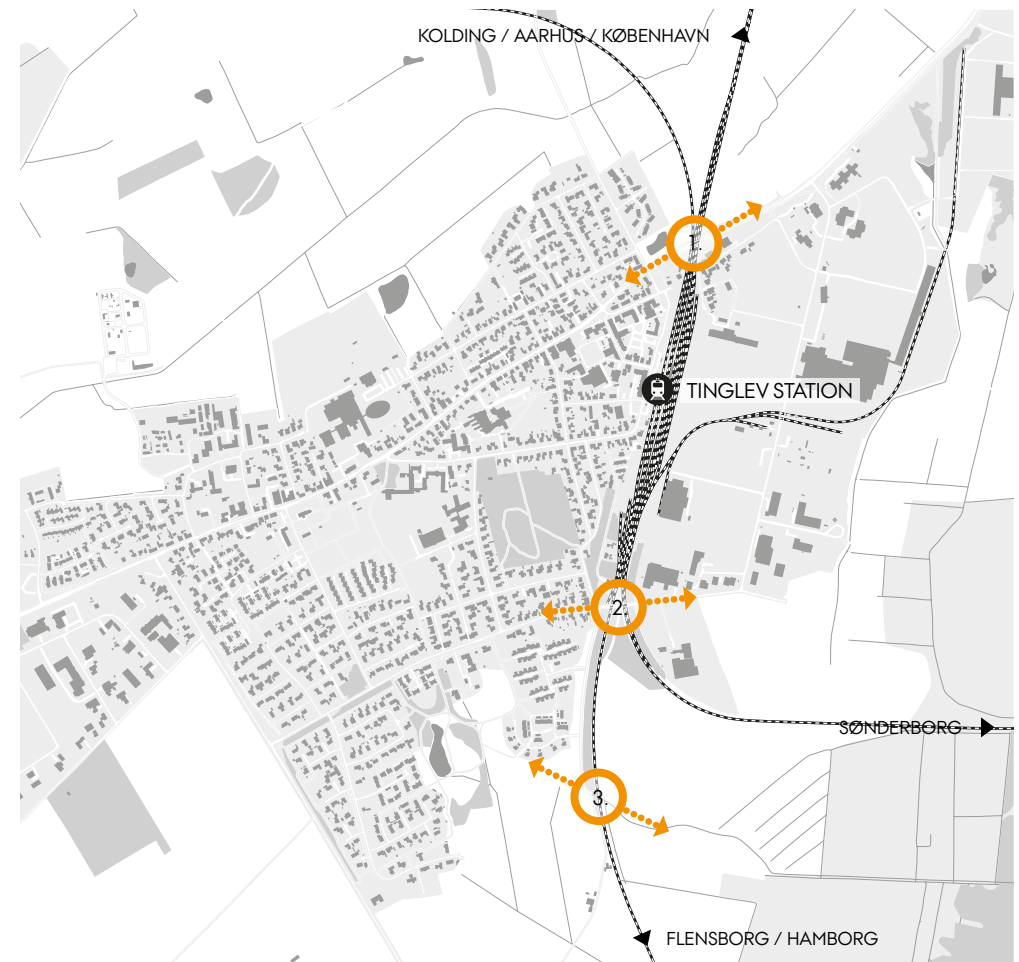 KOLDING / AARHUS / KØBENHAVN
1.
TINGLEV STATION
2.
SØNDERBORG
3.
FLENSBORG / HAMBORG